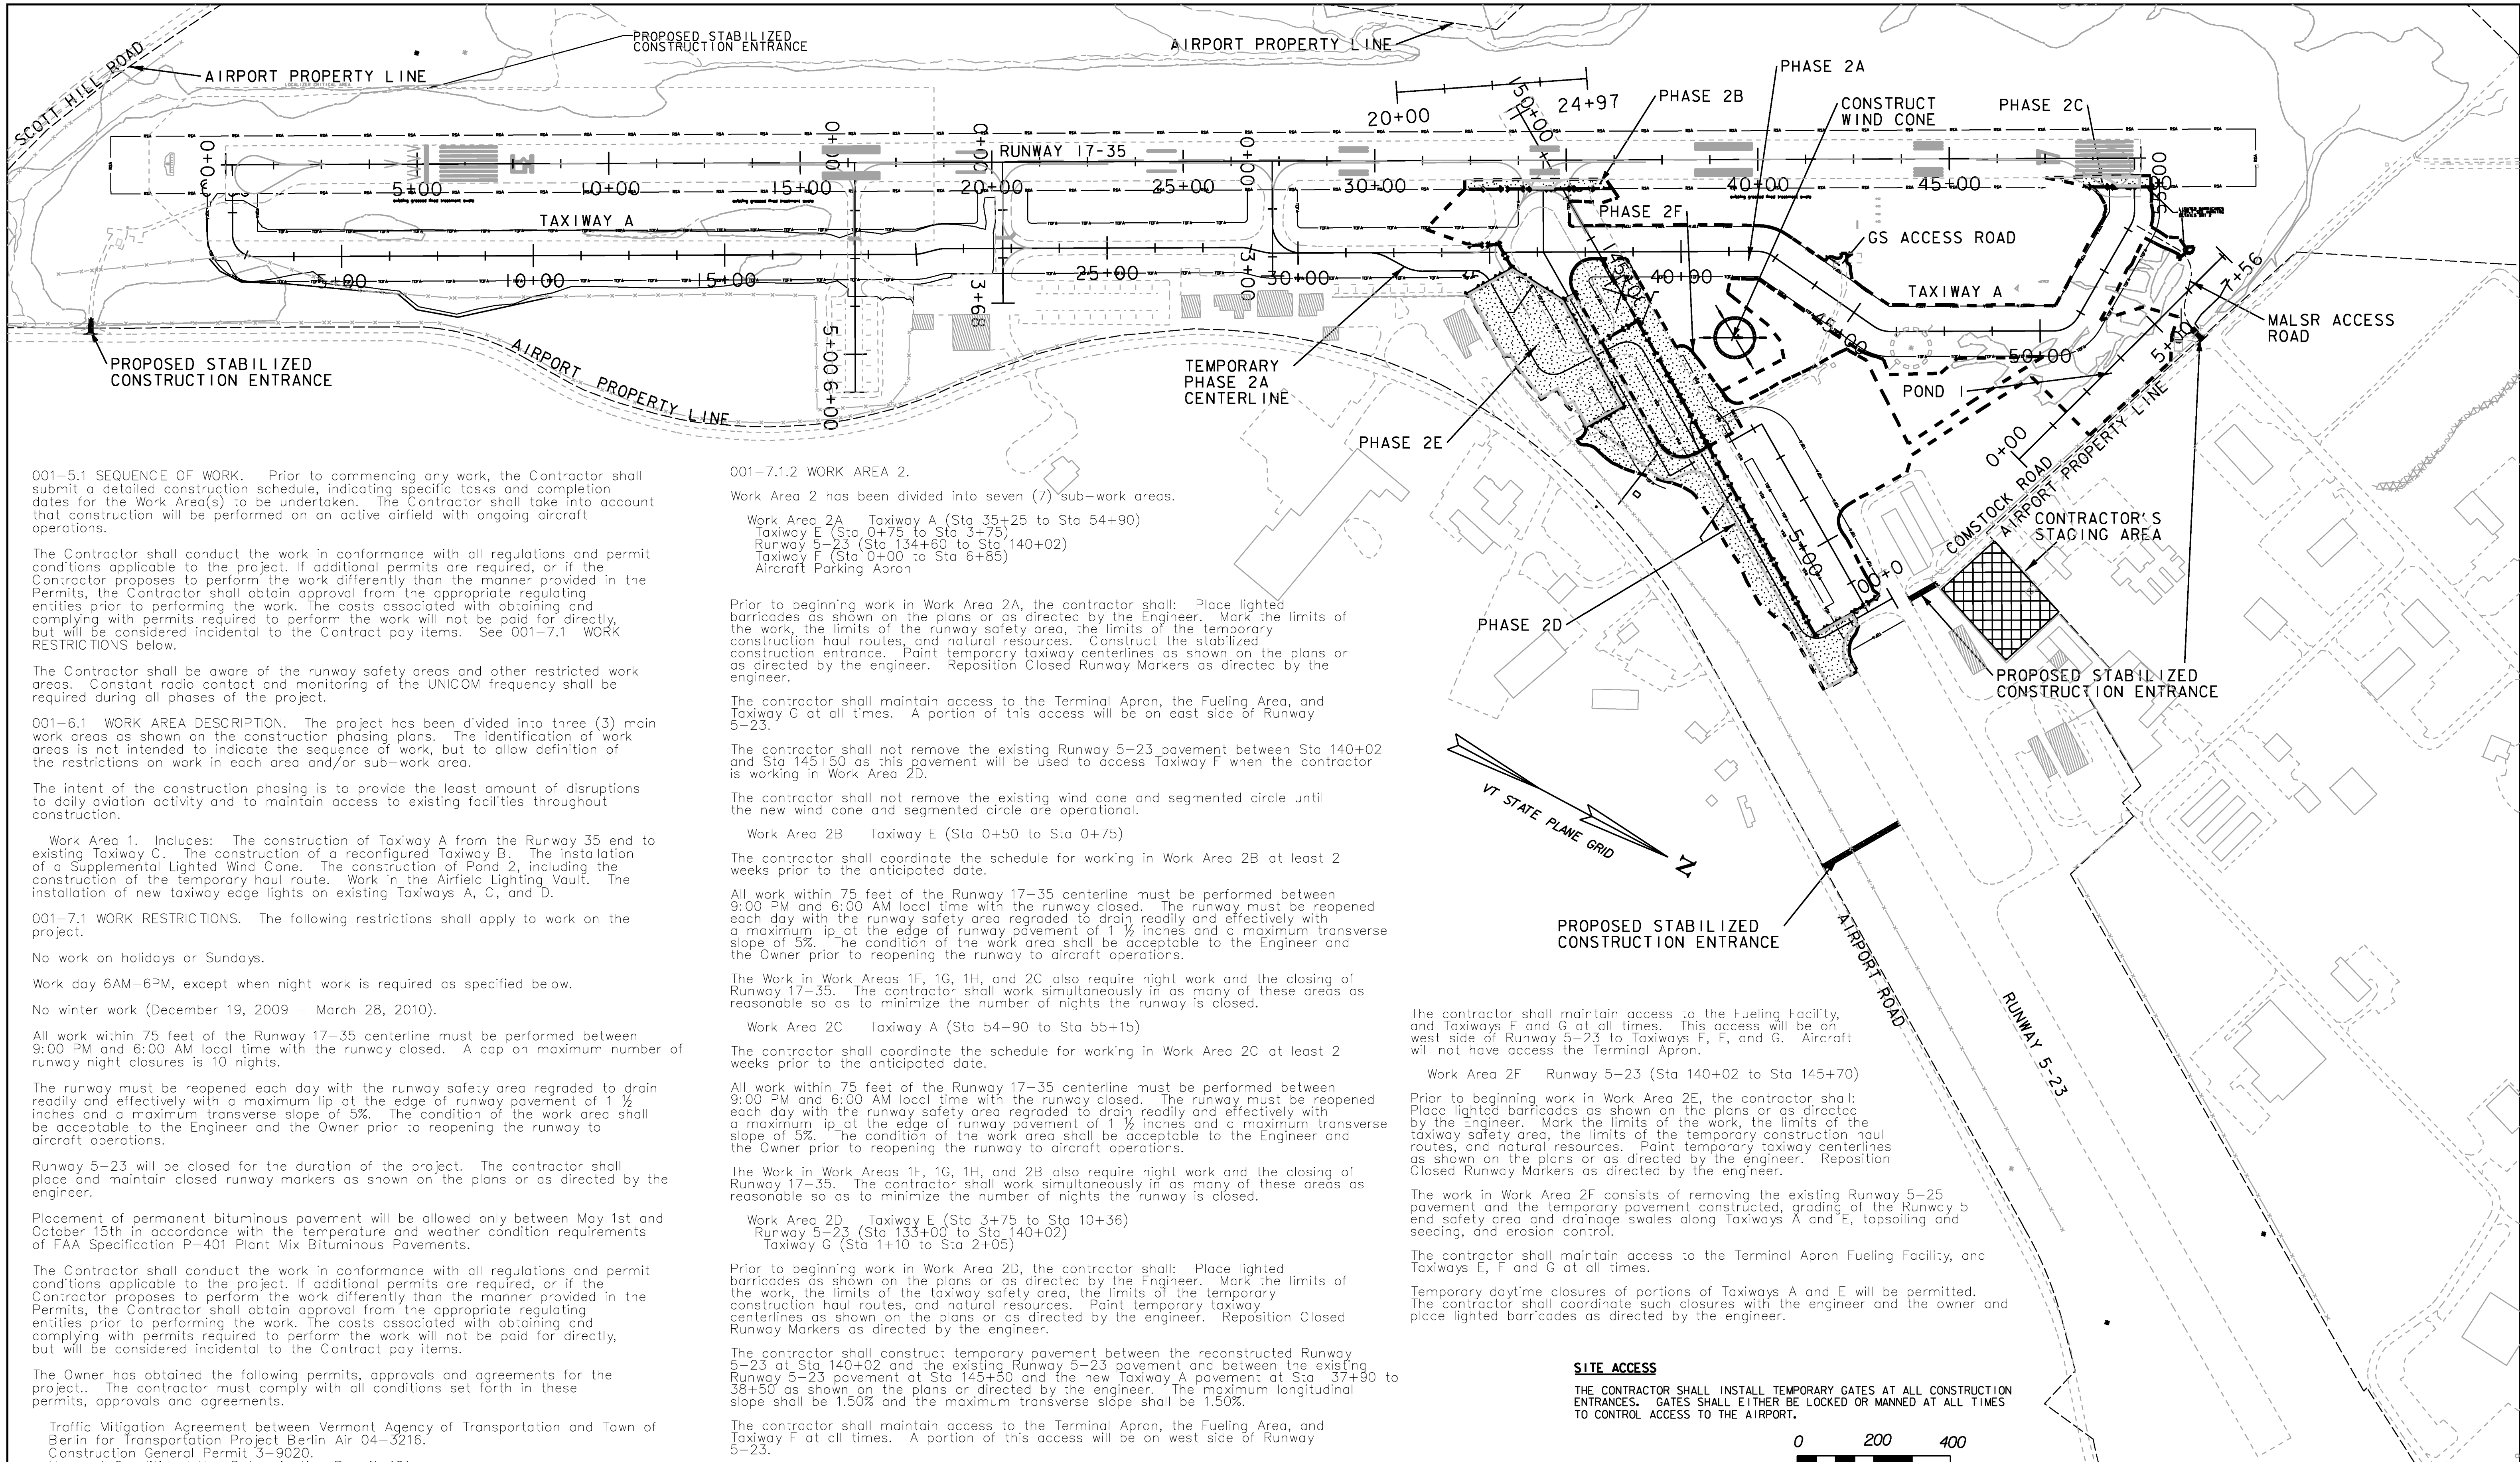 SCOTT HILL ROAD
AIRPORT PROPERTY LINE
LOCALIZER CRITICAL AREA
PROPOSED STABILIZED
CONSTRUCTION ENTRANCE
AIRPORT PROPERTY LINE
20+00
24+97
150+00
PHASE 2B
PHASE 2A
CONSTRUCT
WIND CONE
PHASE 2C
RUNWAY 17-35
0+00
5+00
10+00
15+00
20+00
25+00
30+00
40+00
45+00
TAXIWAY A
PHASE 2F
GS ACCESS ROAD
5+00
10+00
15+00
25+00
30+00
40+00
45+00
50+00
TAXIWAY A
3+68
3+00
5+00
6+00
7+56
5+00
0+00
MALSR ACCESS
ROAD
POND 1
PROPOSED STABILIZED
CONSTRUCTION ENTRANCE
AIRPORT PROPERTY LINE
TEMPORARY
PHASE 2A
CENTERLINE
PHASE 2E
PHASE 2D
5+00
0+00
COMSTOCK ROAD
AIRPORT PROPERTY LINE
CONTRACTOR'S
STAGING AREA
PROPOSED STABILIZED
CONSTRUCTION ENTRANCE
VT STATE PLANE GRID
N
PROPOSED STABILIZED
CONSTRUCTION ENTRANCE
AIRPORT ROAD
RUNWAY 5-23
001-5.1 SEQUENCE OF WORK. Prior to commencing any work, the Contractor shall
submit a detailed construction schedule, indicating specific tasks and completion
dates for the Work Area(s) to be undertaken. The Contractor shall take into account
that construction will be performed on an active airfield with ongoing aircraft
operations.
The Contractor shall conduct the work in conformance with all regulations and permit
conditions applicable to the project. If additional permits are required, or if the
Contractor proposes to perform the work differently than the manner provided in the
Permits, the Contractor shall obtain approval from the appropriate regulating
entities prior to performing the work. The costs associated with obtaining and
complying with permits required to perform the work will not be paid for directly,
but will be considered incidental to the Contract pay items. See 001-7.1 WORK
RESTRICTIONS below.
The Contractor shall be aware of the runway safety areas and other restricted work
areas. Constant radio contact and monitoring of the UNICOM frequency shall be
required during all phases of the project.
001-6.1 WORK AREA DESCRIPTION. The project has been divided into three (3) main
work areas as shown on the construction phasing plans. The identification of work
areas is not intended to indicate the sequence of work, but to allow definition of
the restrictions on work in each area and/or sub-work area.
The intent of the construction phasing is to provide the least amount of disruptions
to daily aviation activity and to maintain access to existing facilities throughout
construction.
Work Area 1. Includes: The construction of Taxiway A from the Runway 35 end to
existing Taxiway C. The construction of a reconfigured Taxiway B. The installation
of a Supplemental Lighted Wind Cone. The construction of Pond 2, including the
construction of the temporary haul route. Work in the Airfield Lighting Vault. The
installation of new taxiway edge lights on existing Taxiways A, C, and D.
001-7.1 WORK RESTRICTIONS. The following restrictions shall apply to work on the
project.
No work on holidays or Sundays.
Work day 6AM-6PM, except when night work is required as specified below.
No winter work (December 19, 2009 - March 28, 2010).
All work within 75 feet of the Runway 17-35 centerline must be performed between
9:00 PM and 6:00 AM local time with the runway closed. A cap on maximum number of
runway night closures is 10 nights.
The runway must be reopened each day with the runway safety area regraded to drain
readily and effectively with a maximum lip at the edge of runway pavement of 1 ½
inches and a maximum transverse slope of 5%. The condition of the work area shall
be acceptable to the Engineer and the Owner prior to reopening the runway to
aircraft operations.
Runway 5-23 will be closed for the duration of the project. The contractor shall
place and maintain closed runway markers as shown on the plans or as directed by the
engineer.
Placement of permanent bituminous pavement will be allowed only between May 1st and
October 15th in accordance with the temperature and weather condition requirements
of FAA Specification P-401 Plant Mix Bituminous Pavements.
The Contractor shall conduct the work in conformance with all regulations and permit
conditions applicable to the project. If additional permits are required, or if the
Contractor proposes to perform the work differently than the manner provided in the
Permits, the Contractor shall obtain approval from the appropriate regulating
entities prior to performing the work. The costs associated with obtaining and
complying with permits required to perform the work will not be paid for directly,
but will be considered incidental to the Contract pay items.
The Owner has obtained the following permits, approvals and agreements for the
project.. The contractor must comply with all conditions set forth in these
permits, approvals and agreements.
Traffic Mitigation Agreement between Vermont Agency of Transportation and Town of
Berlin for Transportation Project Berlin Air 04-3216.
Construction General Permit 3-9020.
001-7.1.2 WORK AREA 2.
Work Area 2 has been divided into seven (7) sub-work areas.
Work Area 2A Taxiway A (Sta 35+25 to Sta 54+90)
Taxiway E (Sta 0+75 to Sta 3+75)
Runway 5-23 (Sta 134+60 to Sta 140+02)
Taxiway F (Sta 0+00 to Sta 6+85)
Aircraft Parking Apron
Prior to beginning work in Work Area 2A, the contractor shall: Place lighted
barricades as shown on the plans or as directed by the Engineer. Mark the limits of
the work, the limits of the runway safety area, the limits of the temporary
construction haul routes, and natural resources. Construct the stabilized
construction entrance. Paint temporary taxiway centerlines as shown on the plans or
as directed by the engineer. Reposition Closed Runway Markers as directed by the
engineer.
The contractor shall maintain access to the Terminal Apron, the Fueling Area, and
Taxiway G at all times. A portion of this access will be on east side of Runway
5-23.
The contractor shall not remove the existing Runway 5-23 pavement between Sta 140+02
and Sta 145+50 as this pavement will be used to access Taxiway F when the contractor
is working in Work Area 2D.
The contractor shall not remove the existing wind cone and segmented circle until
the new wind cone and segmented circle are operational.
Work Area 2B Taxiway E (Sta 0+50 to Sta 0+75)
The contractor shall coordinate the schedule for working in Work Area 2B at least 2
weeks prior to the anticipated date.
All work within 75 feet of the Runway 17-35 centerline must be performed between
9:00 PM and 6:00 AM local time with the runway closed. The runway must be reopened
each day with the runway safety area regraded to drain readily and effectively with
a maximum lip at the edge of runway pavement of 1 ½ inches and a maximum transverse
slope of 5%. The condition of the work area shall be acceptable to the Engineer and
the Owner prior to reopening the runway to aircraft operations.
The Work in Work Areas 1F, 1G, 1H, and 2C also require night work and the closing of
Runway 17-35. The contractor shall work simultaneously in as many of these areas as
reasonable so as to minimize the number of nights the runway is closed.
Work Area 2C Taxiway A (Sta 54+90 to Sta 55+15)
The contractor shall coordinate the schedule for working in Work Area 2C at least 2
weeks prior to the anticipated date.
All work within 75 feet of the Runway 17-35 centerline must be performed between
9:00 PM and 6:00 AM local time with the runway closed. The runway must be reopened
each day with the runway safety area regraded to drain readily and effectively with
a maximum lip at the edge of runway pavement of 1 ½ inches and a maximum transverse
slope of 5%. The condition of the work area shall be acceptable to the Engineer and
the Owner prior to reopening the runway to aircraft operations.
The Work in Work Areas 1F, 1G, 1H, and 2B also require night work and the closing of
Runway 17-35. The contractor shall work simultaneously in as many of these areas as
reasonable so as to minimize the number of nights the runway is closed.
Work Area 2D Taxiway E (Sta 3+75 to Sta 10+36)
Runway 5-23 (Sta 133+00 to Sta 140+02)
Taxiway G (Sta 1+10 to Sta 2+05)
Prior to beginning work in Work Area 2D, the contractor shall: Place lighted
barricades as shown on the plans or as directed by the Engineer. Mark the limits of
the work, the limits of the taxiway safety area, the limits of the temporary
construction haul routes, and natural resources. Paint temporary taxiway
centerlines as shown on the plans or as directed by the engineer. Reposition Closed
Runway Markers as directed by the engineer.
The contractor shall construct temporary pavement between the reconstructed Runway
5-23 at Sta 140+02 and the existing Runway 5-23 pavement and between the existing
Runway 5-23 pavement at Sta 145+50 and the new Taxiway A pavement at Sta 37+90 to
38+50 as shown on the plans or directed by the engineer. The maximum longitudinal
slope shall be 1.50% and the maximum transverse slope shall be 1.50%.
The contractor shall maintain access to the Terminal Apron, the Fueling Area, and
Taxiway F at all times. A portion of this access will be on west side of Runway
5-23.
The contractor shall maintain access to the Fueling Facility,
and Taxiways F and G at all times. This access will be on
west side of Runway 5-23 to Taxiways E, F, and G. Aircraft
will not have access the Terminal Apron.
Work Area 2F Runway 5-23 (Sta 140+02 to Sta 145+70)
Prior to beginning work in Work Area 2E, the contractor shall:
Place lighted barricades as shown on the plans or as directed
by the Engineer. Mark the limits of the work, the limits of the
taxiway safety area, the limits of the temporary construction haul
routes, and natural resources. Paint temporary taxiway centerlines
as shown on the plans or as directed by the engineer. Reposition
Closed Runway Markers as directed by the engineer.
The work in Work Area 2F consists of removing the existing Runway 5-25
pavement and the temporary pavement constructed, grading of the Runway 5
end safety area and drainage swales along Taxiways A and E, topsoiling and
seeding, and erosion control.
The contractor shall maintain access to the Terminal Apron Fueling Facility, and
Taxiways E, F and G at all times.
Temporary daytime closures of portions of Taxiways A and E will be permitted.
The contractor shall coordinate such closures with the engineer and the owner and
place lighted barricades as directed by the engineer.
SITE ACCESS
THE CONTRACTOR SHALL INSTALL TEMPORARY GATES AT ALL CONSTRUCTION
ENTRANCES. GATES SHALL EITHER BE LOCKED OR MANNED AT ALL TIMES
TO CONTROL ACCESS TO THE AIRPORT.
0 200 400